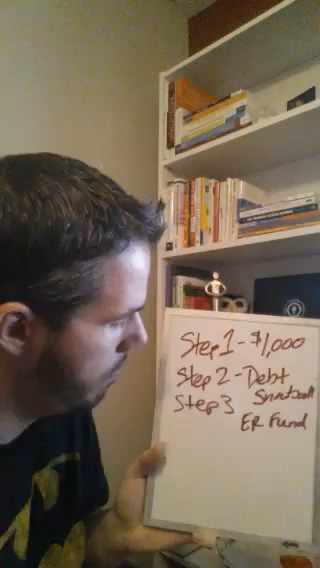 Step 1 - $1,000
Step 2 - Debt
Snowball
Step 3
ER Fund